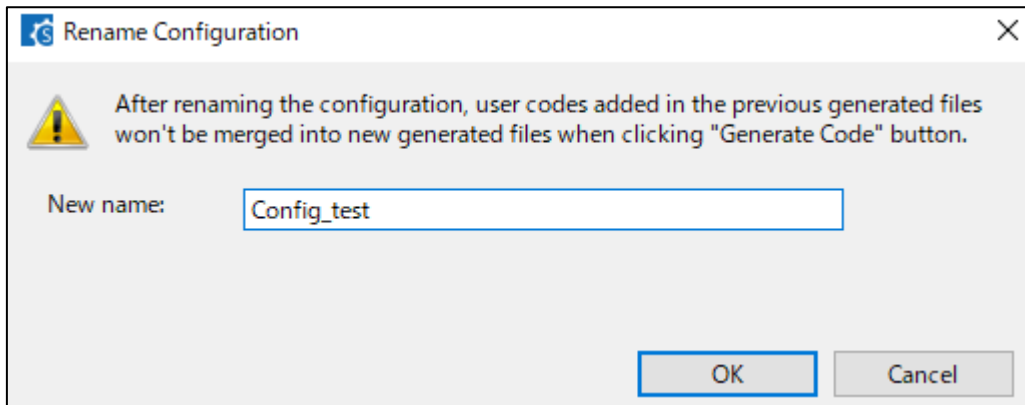 Rename Configuration
After renaming the configuration, user codes added in the previous generated files
won't be merged into new generated files when clicking "Generate Code" button.
New name: Config_test
OK Cancel